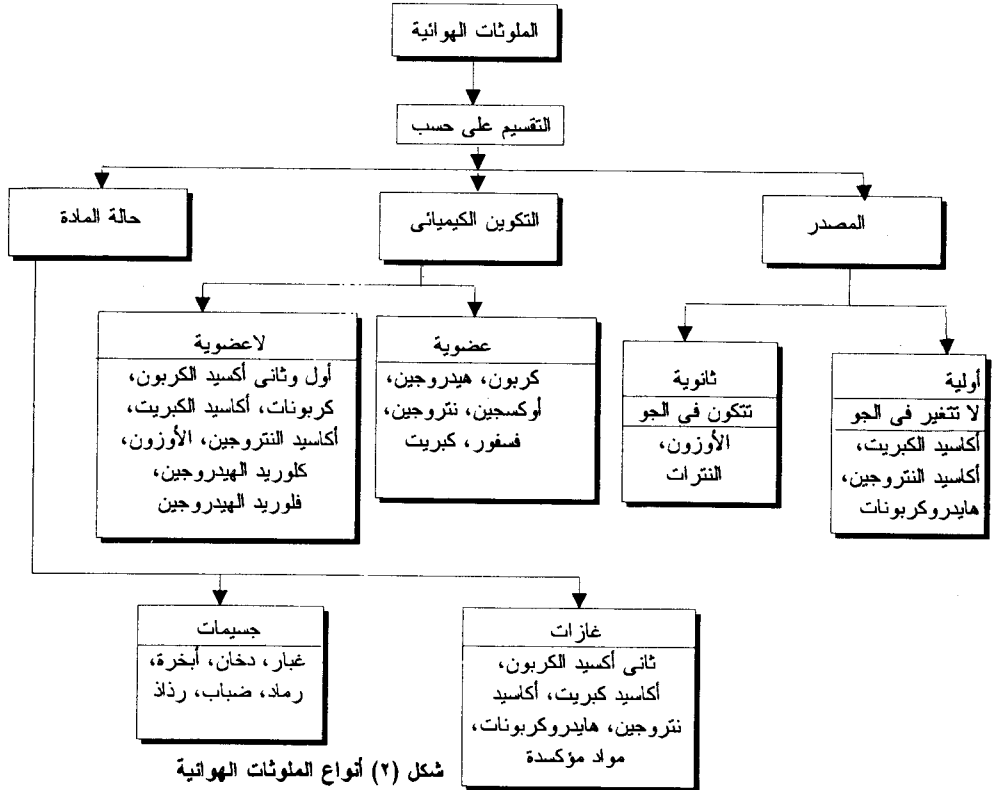 الملوثات الهوائية
التقسيم على حسب
المصدر
التكوين الكيميائى
حالة المادة
أولية
لا تتغير فى الجو
أكاسيد الكبريت،
أكاسيد النتروجين،
هايدروكربونات
ثانوية
تتكون فى الجو
الأوزون،
النترات
عضوية
كربون، هيدروجين،
أوكسجين، نتروجين،
فسفور، كبريت
لاعضوية
أول وثانى أكسيد الكربون،
كربونات، أكاسيد الكبريت،
أكاسيد النتروجين، الأوزون،
كلوريد الهيدروجين،
فلوريد الهيدروجين
غازات
ثانى أكسيد الكربون،
أكاسيد كبريت، أكاسيد
نتروجين، هايدروكربونات،
مواد مؤكسدة
جسيمات
غبار، دخان، أبخرة،
رماد، ضباب، رذاذ
شكل (٢) أنواع الملوثات الهوائية